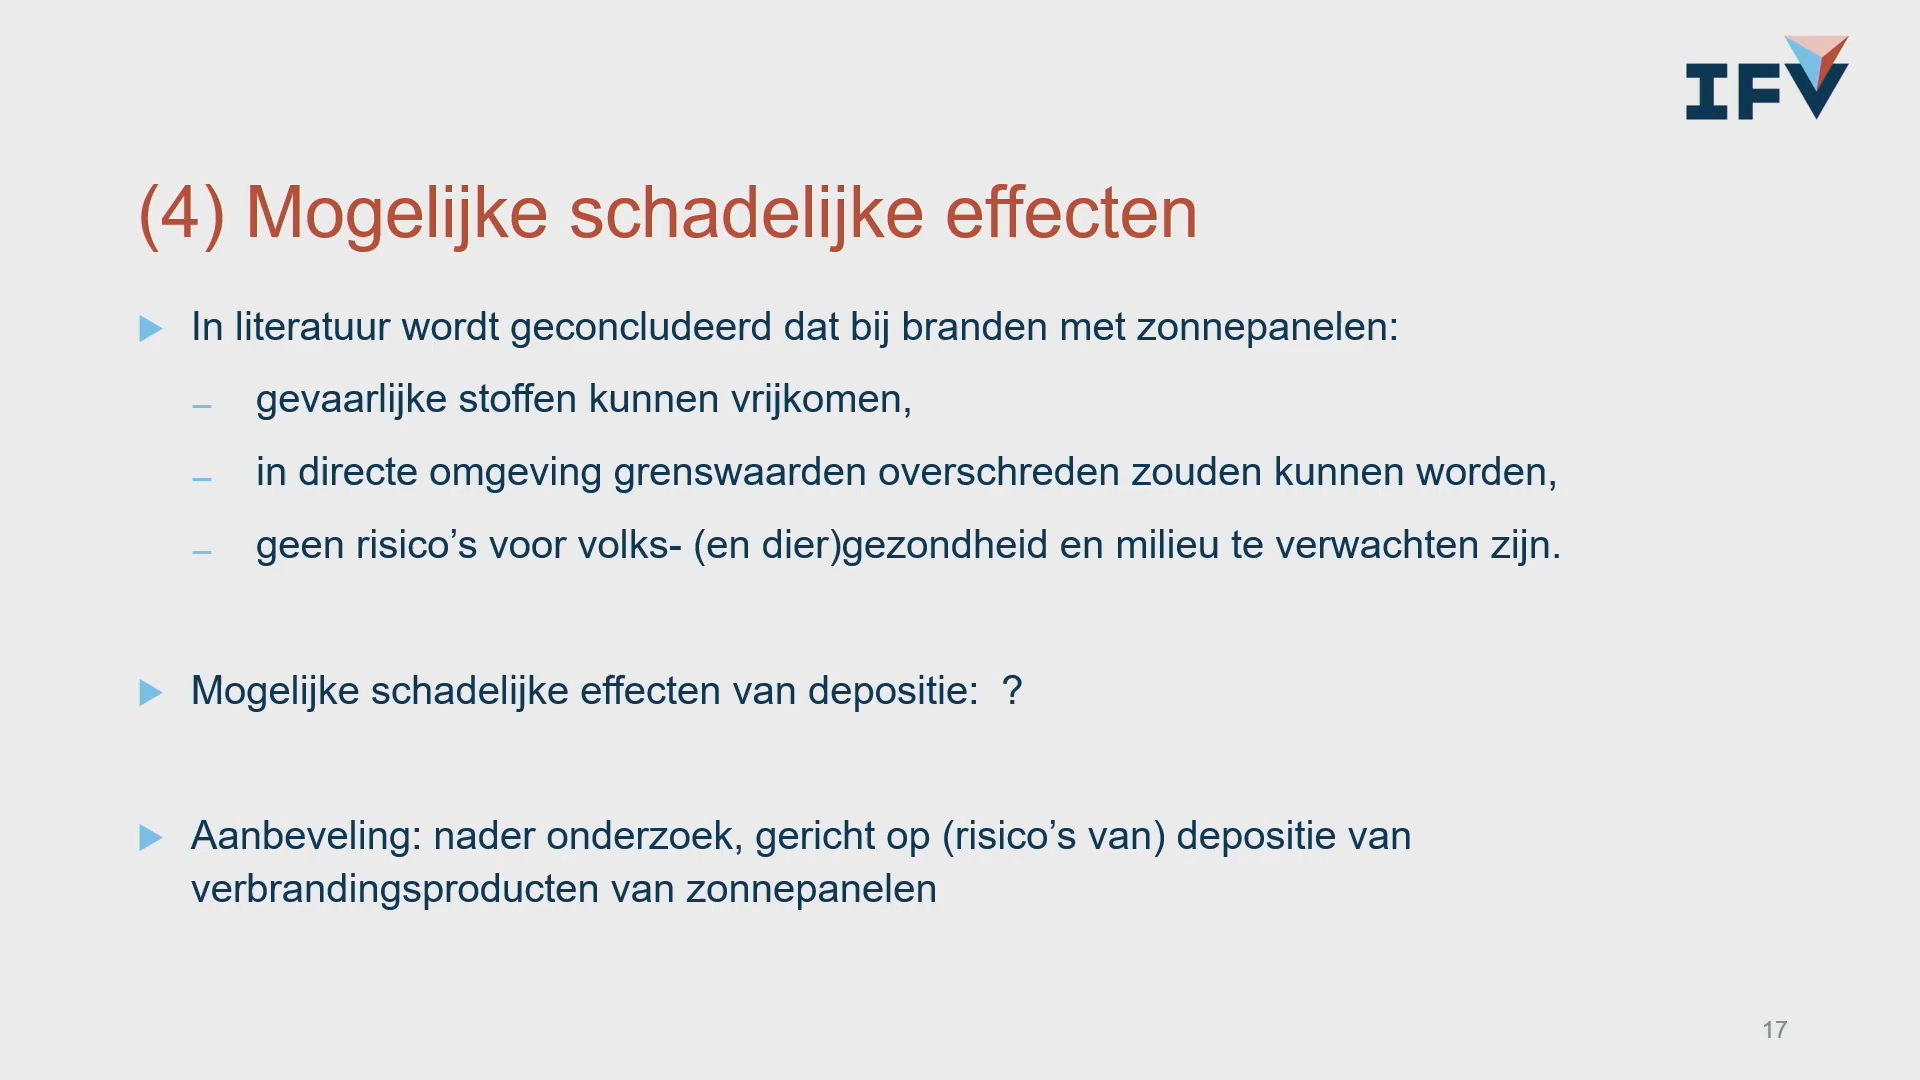 IFV
(4) Mogelijke schadelijke effecten
In literatuur wordt geconcludeerd dat bij branden met zonnepanelen:
– gevaarlijke stoffen kunnen vrijkomen,
– in directe omgeving grenswaarden overschreden zouden kunnen worden,
– geen risico’s voor volks- (en dier)gezondheid en milieu te verwachten zijn.
Mogelijke schadelijke effecten van depositie:  ?
Aanbeveling: nader onderzoek, gericht op (risico’s van) depositie van
verbrandingsproducten van zonnepanelen
17